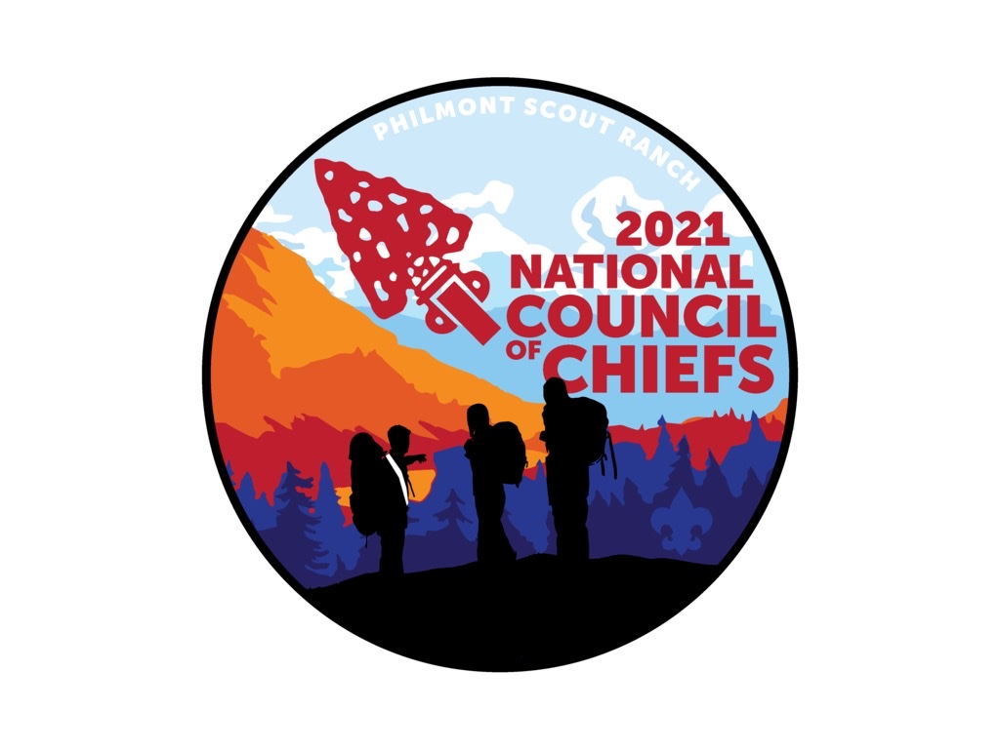 PHILMONT SCOUT RANCH
2021
NATIONAL
COUNCIL
OF CHIEFS